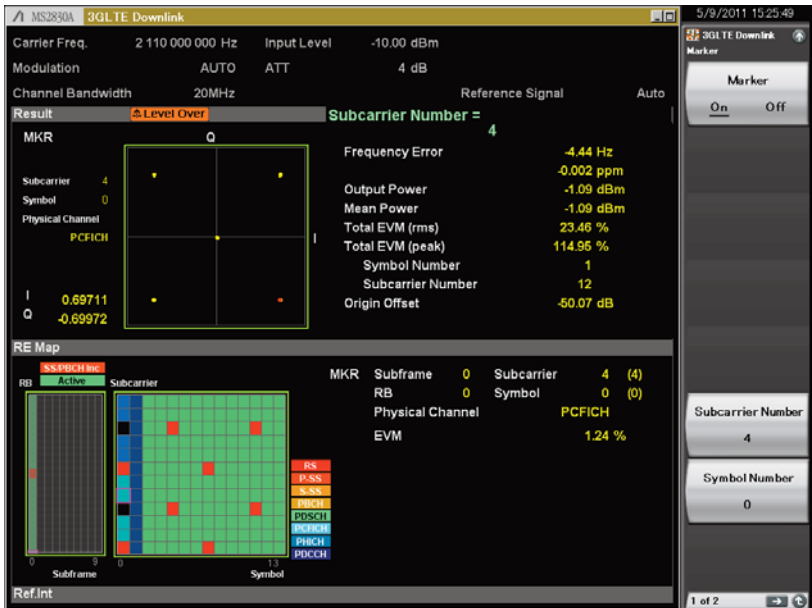 MS2830A 3GLTE Downlink
5/9/2011 15:25:49
Carrier Freq. 2 110 000 000 Hz Input Level -10.00 dBm
Modulation AUTO ATT 4 dB
Channel Bandwidth 20MHz Reference Signal Auto
Result Level Over Subcarrier Number =
4
MKR Q
Subcarrier 4
Symbol 0
Physical Channel
PCFICH
I
I 0.69711
Q -0.69972
Frequency Error -4.44 Hz
-0.002 ppm
Output Power -1.09 dBm
Mean Power -1.09 dBm
Total EVM (rms) 23.46 %
Total EVM (peak) 114.95 %
Symbol Number 1
Subcarrier Number 12
Origin Offset -50.07 dB
RE Map
SS/PBCH Inc
RB Active Subcarrier
0 9
Subframe
0 13
Symbol
RS
P-SS
S-SS
PBCH
PDSCH
PCFICH
PHICH
PDCCH
MKR Subframe 0 Subcarrier 4 (4)
RB 0 Symbol 0 (0)
Physical Channel PCFICH
EVM 1.24 %
Ref.Int
3GLTE Downlink
Marker
Marker
On Off
Subcarrier Number
4
Symbol Number
0
1 of 2